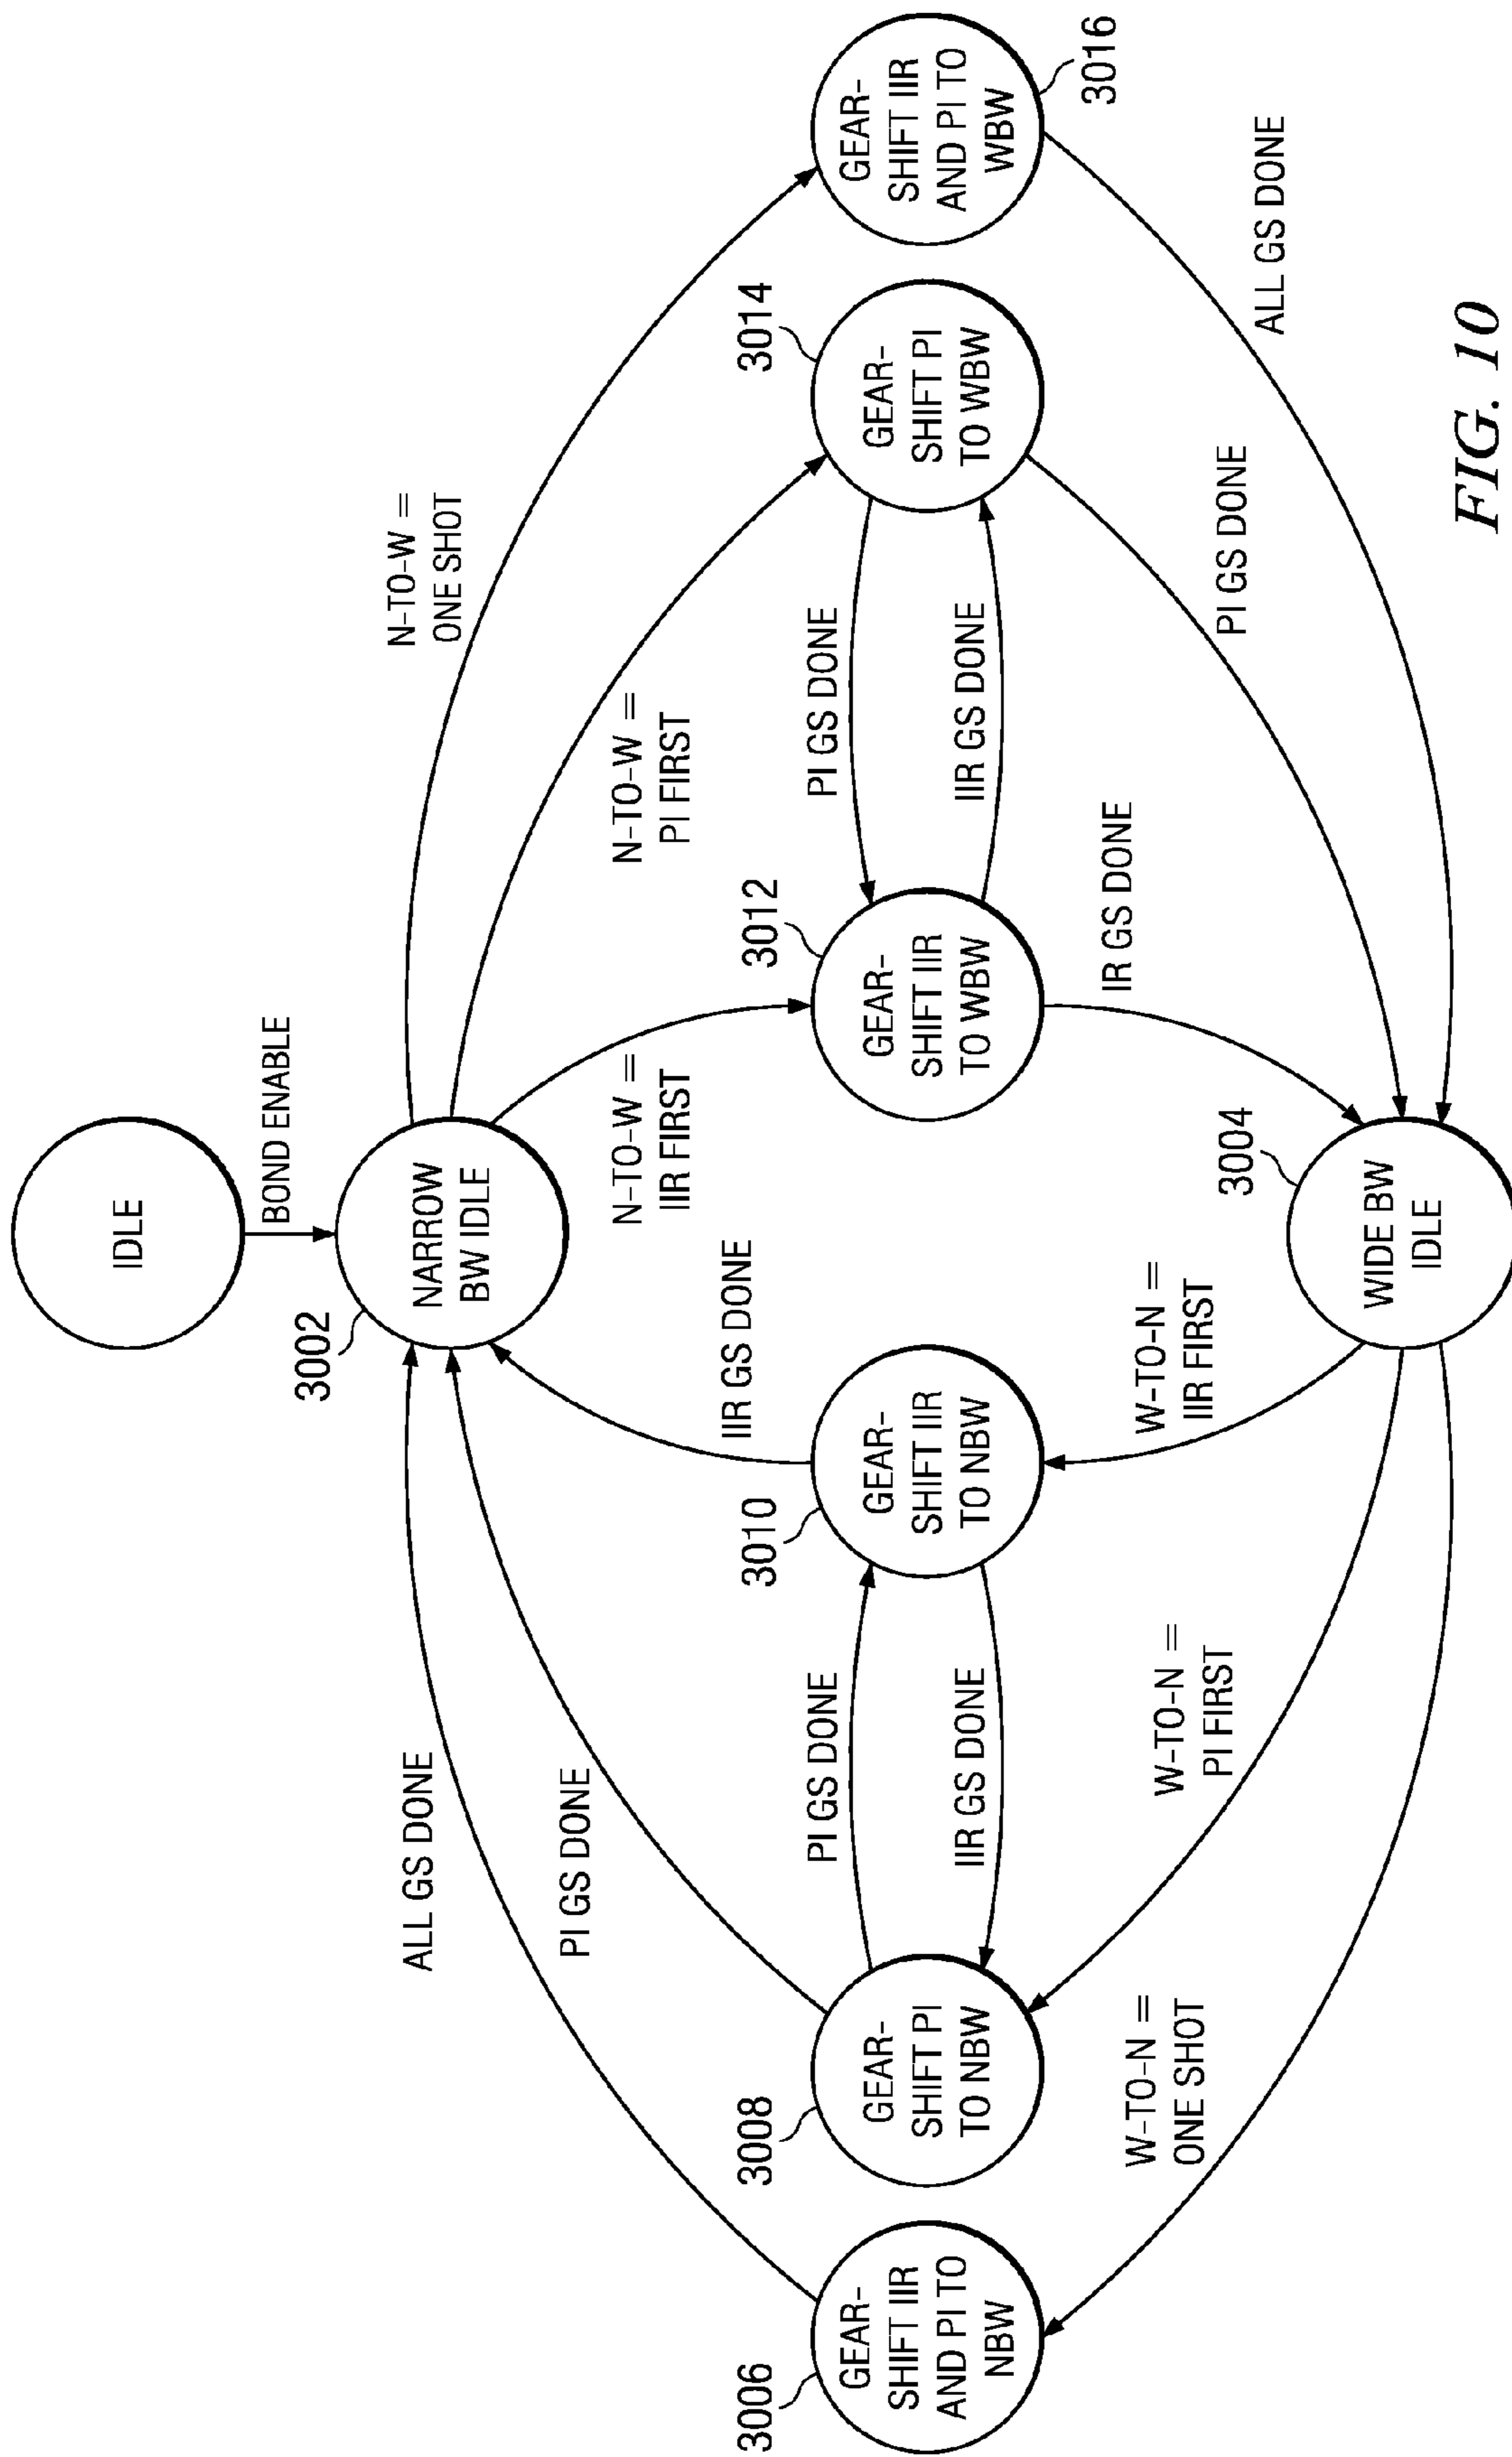 IDLE
BOND ENABLE
3002
NARROW
BW IDLE
ALL GS DONE
PI GS DONE
IIR GS DONE
N-TO-W =
IIR FIRST
N-TO-W =
PI FIRST
N-TO-W =
ONE SHOT
3006
GEAR-
SHIFT IIR
AND PI TO
NBW
3008
GEAR-
SHIFT PI
TO NBW
PI GS DONE
IIR GS DONE
3010
GEAR-
SHIFT IIR
TO NBW
3012
GEAR-
SHIFT IIR
TO WBW
PI GS DONE
IIR GS DONE
3014
GEAR-
SHIFT PI
TO WBW
GEAR-
SHIFT IIR
AND PI TO
WBW
3016
W-TO-N =
ONE SHOT
W-TO-N =
PI FIRST
W-TO-N =
IIR FIRST
3004
WIDE BW
IDLE
IR GS DONE
PI GS DONE
ALL GS DONE
FIG. 10